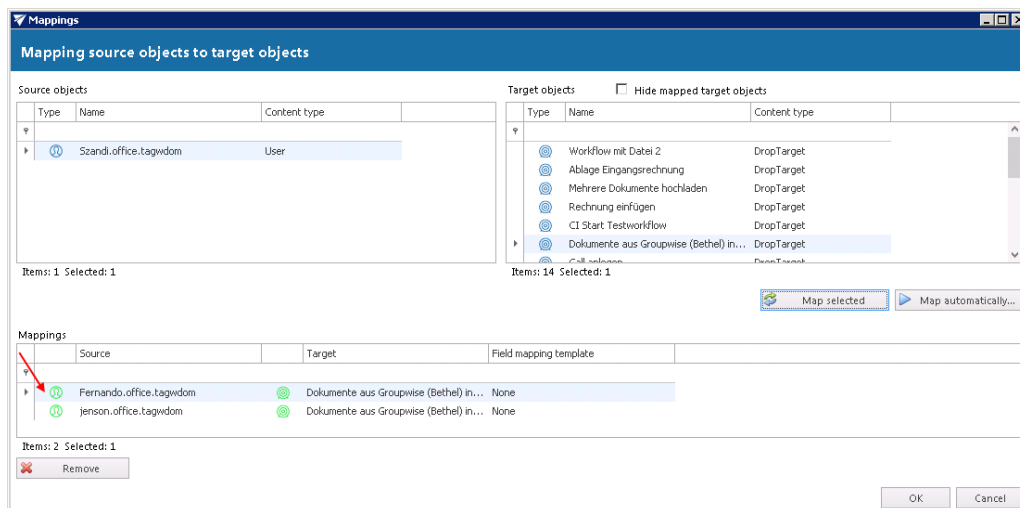 Mappings
Mapping source objects to target objects
Source objects
Type Name Content type
Szandi.office.tagwdom User
Items: 1 Selected: 1
Target objects Hide mapped target objects
Type Name Content type
Workflow mit Datei 2 DropTarget
Ablage Eingangsrechnung DropTarget
Mehrere Dokumente hochladen DropTarget
Rechnung einfügen DropTarget
CI Start Testworkflow DropTarget
Dokumente aus Groupwise (Bethel) in... DropTarget
Call anlegen DropTarget
Items: 14 Selected: 1
Map selected Map automatically...
Mappings
Source Target Field mapping template
Fernando.office.tagwdom Dokumente aus Groupwise (Bethel) in... None
jenson.office.tagwdom Dokumente aus Groupwise (Bethel) in... None
Items: 2 Selected: 1
Remove
OK Cancel